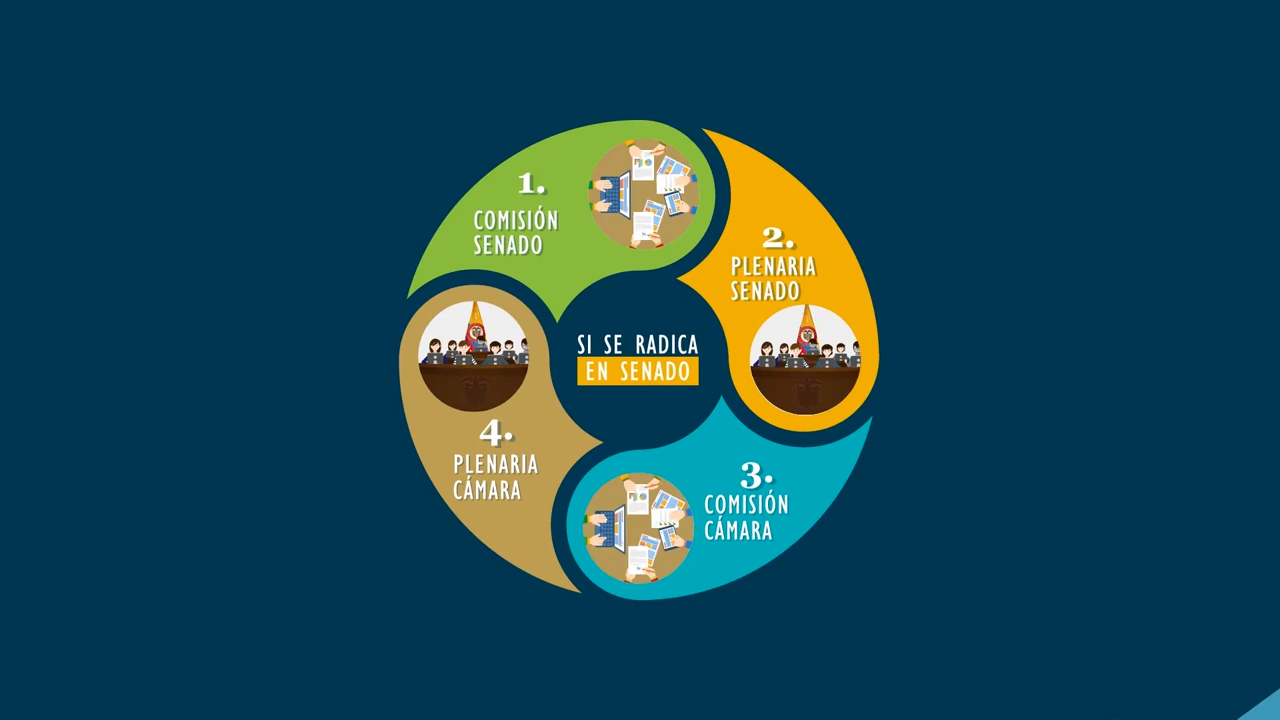 1.
COMISIÓN
SENADO
2.
PLENARIA
SENADO
SI SE RADICA
EN SENADO
3.
COMISIÓN
CÁMARA
4.
PLENARIA
CÁMARA